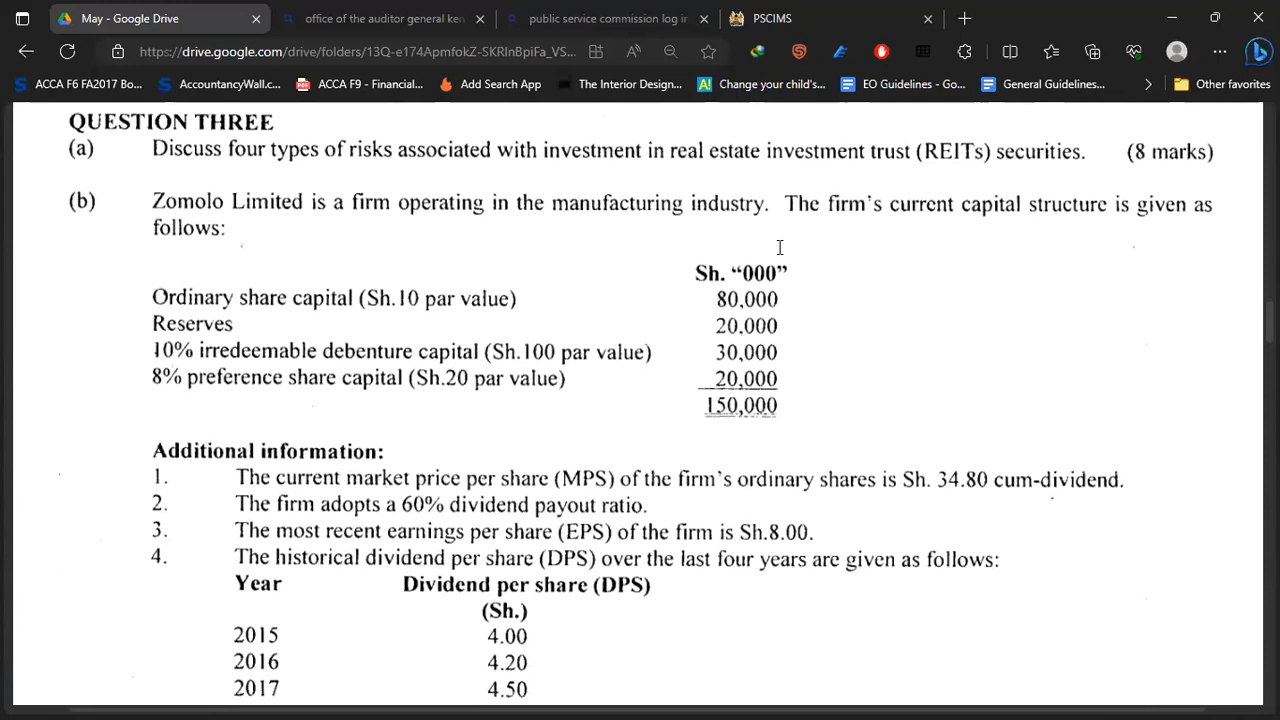 May - Google Drive
office of the auditor general ken
public service commission log in
PSCIMS
https://drive.google.com/drive/folders/13Q-e174ApmfokZ-SKRInBpiFa_VS...
ACCA F6 FA2017 Bo...
AccountancyWall.c...
ACCA F9 - Financial...
Add Search App
The Interior Design...
Change your child's...
EO Guidelines - Go...
General Guidelines...
Other favorites
QUESTION THREE
(a) Discuss four types of risks associated with investment in real estate investment trust (REITs) securities. (8 marks)
(b) Zomolo Limited is a firm operating in the manufacturing industry. The firm's current capital structure is given as
follows:
Sh. “000”
Ordinary share capital (Sh.10 par value) 80,000
Reserves 20,000
10% irredeemable debenture capital (Sh.100 par value) 30,000
8% preference share capital (Sh.20 par value) 20,000
150,000
Additional information:
1. The current market price per share (MPS) of the firm's ordinary shares is Sh. 34.80 cum-dividend.
2. The firm adopts a 60% dividend payout ratio.
3. The most recent earnings per share (EPS) of the firm is Sh.8.00.
4. The historical dividend per share (DPS) over the last four years are given as follows:
Year Dividend per share (DPS)
(Sh.)
2015 4.00
2016 4.20
2017 4.50